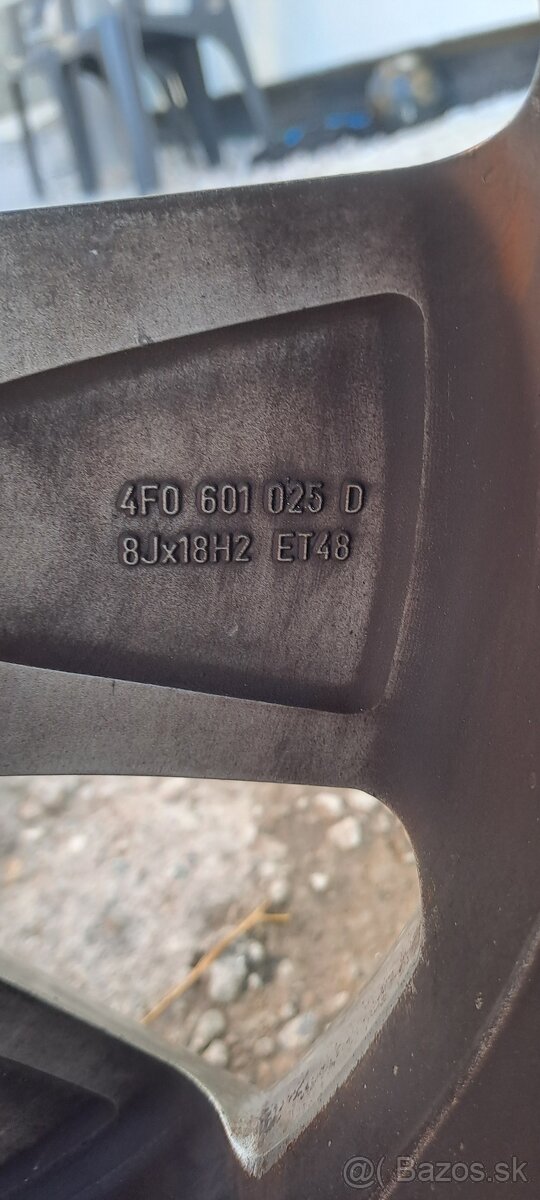 4F0 601 025 D
8Jx18H2 ET48
@ Bazos.sk